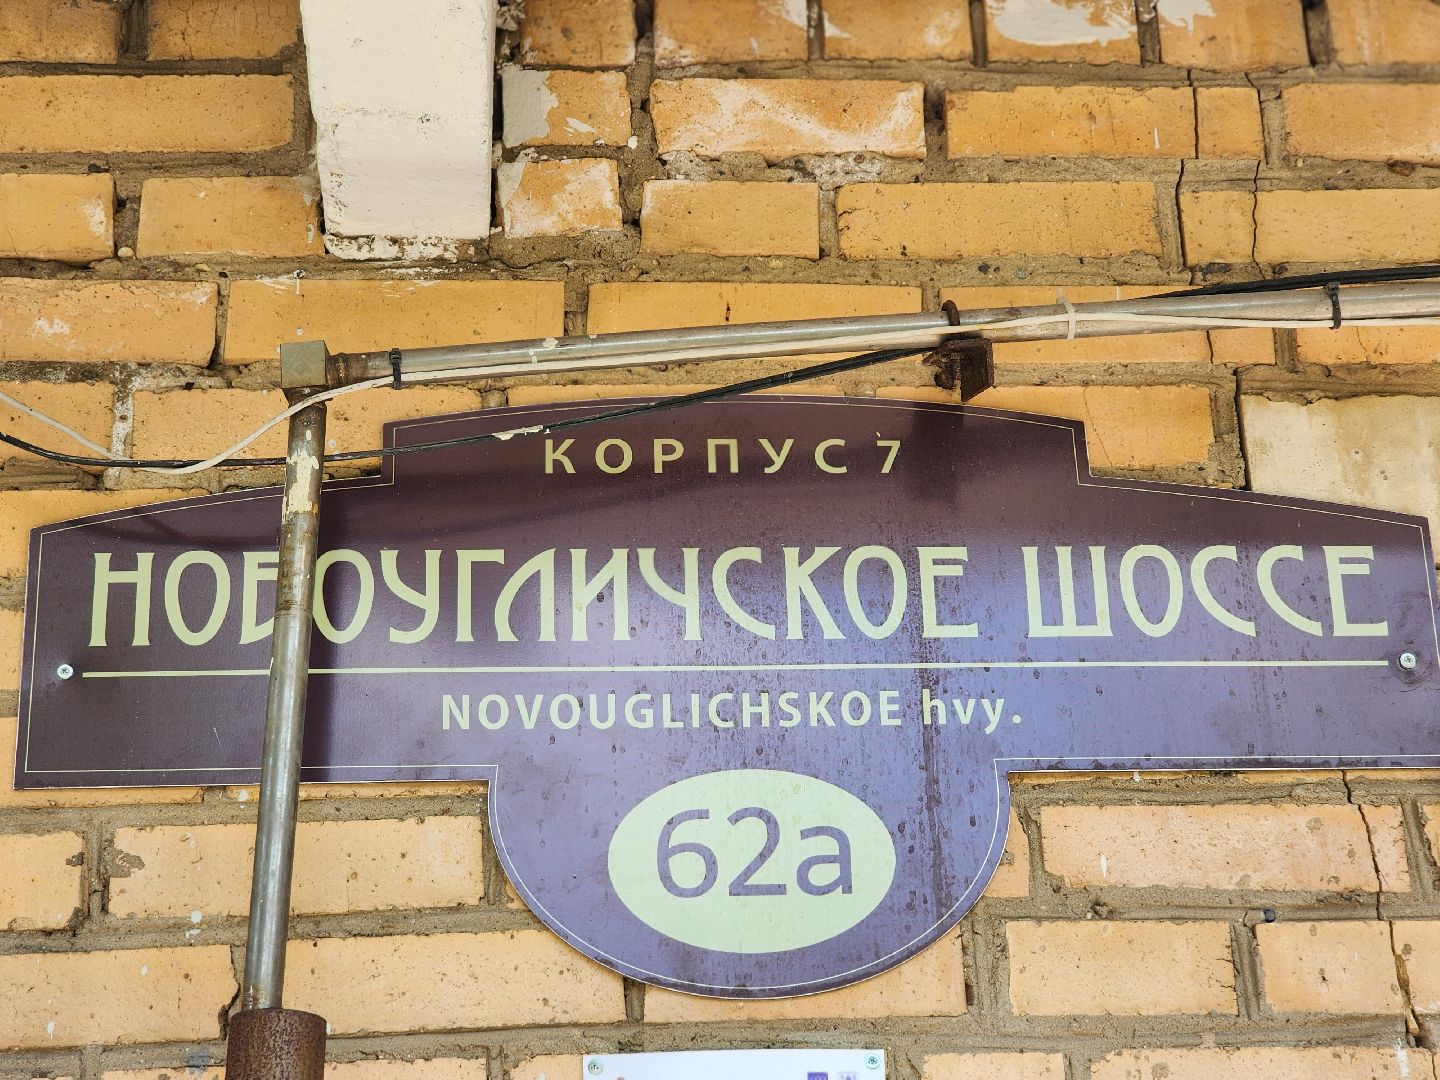 КОРПУС 7
НОВОУГЛИЧСКОЕ ШОССЕ
NOVOUGLICHSKOE hvy.
62а